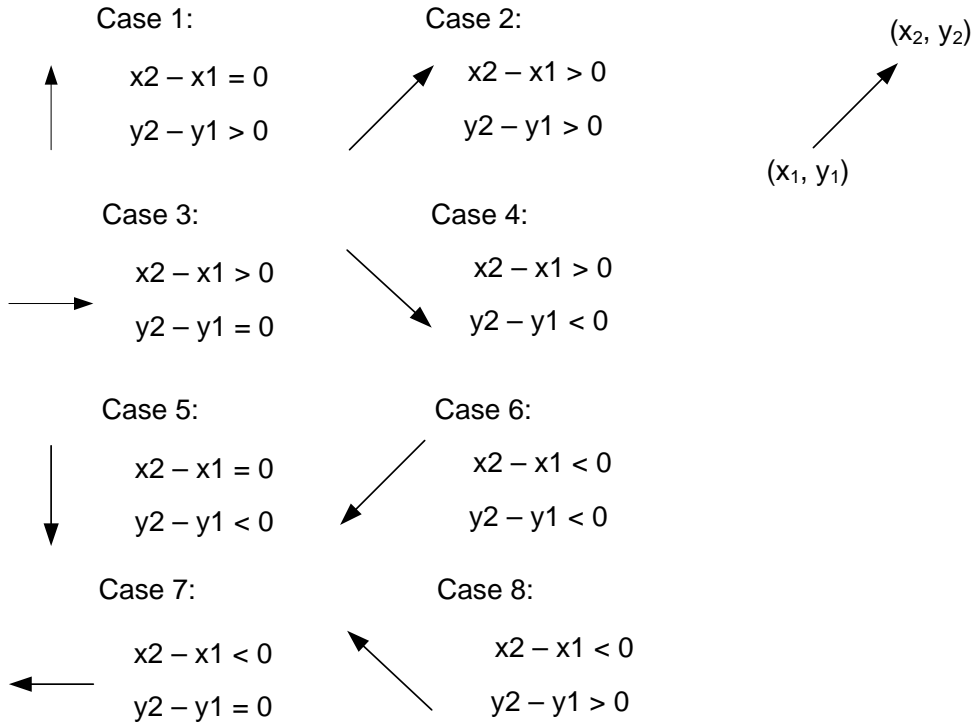 Case 1:
x2 – x1 = 0
y2 – y1 > 0
Case 2:
x2 – x1 > 0
y2 – y1 > 0
(x₂, y₂)
(x₁, y₁)
Case 3:
x2 – x1 > 0
y2 – y1 = 0
Case 4:
x2 – x1 > 0
y2 – y1 < 0
Case 5:
x2 – x1 = 0
y2 – y1 < 0
Case 6:
x2 – x1 < 0
y2 – y1 < 0
Case 7:
x2 – x1 < 0
y2 – y1 = 0
Case 8:
x2 – x1 < 0
y2 – y1 > 0